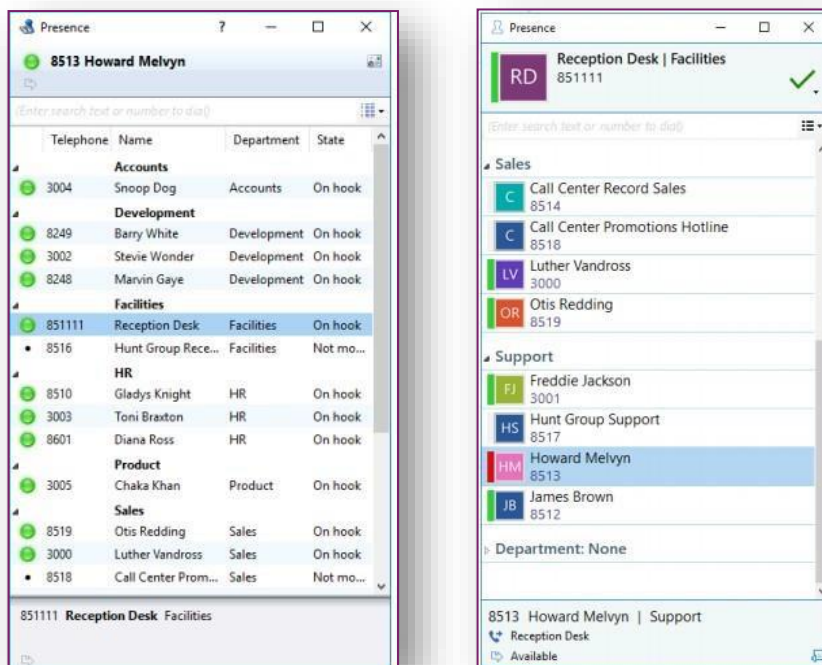 Presence ?
8513 Howard Melvyn
(Enter search text or number to dial)
Telephone Name Department State
Accounts
3004 Snoop Dog Accounts On hook
Development
8249 Barry White Development On hook
3002 Stevie Wonder Development On hook
8248 Marvin Gaye Development On hook
Facilities
851111 Reception Desk Facilities On hook
8516 Hunt Group Rece... Facilities Not mo...
HR
8510 Gladys Knight HR On hook
3003 Toni Braxton HR On hook
8601 Diana Ross HR On hook
Product
3005 Chaka Khan Product On hook
Sales
8519 Otis Redding Sales On hook
3000 Luther Vandross Sales On hook
8518 Call Center Prom... Sales Not mo...
851111 Reception Desk Facilities
Presence
RD
Reception Desk | Facilities
851111
(Enter search text or number to dial)
Sales
C Call Center Record Sales
8514
C Call Center Promotions Hotline
8518
LV Luther Vandross
3000
OR Otis Redding
8519
Support
FJ Freddie Jackson
3001
HS Hunt Group Support
8517
HM Howard Melvyn
8513
JB James Brown
8512
Department: None
8513 Howard Melvyn | Support
Reception Desk
Available